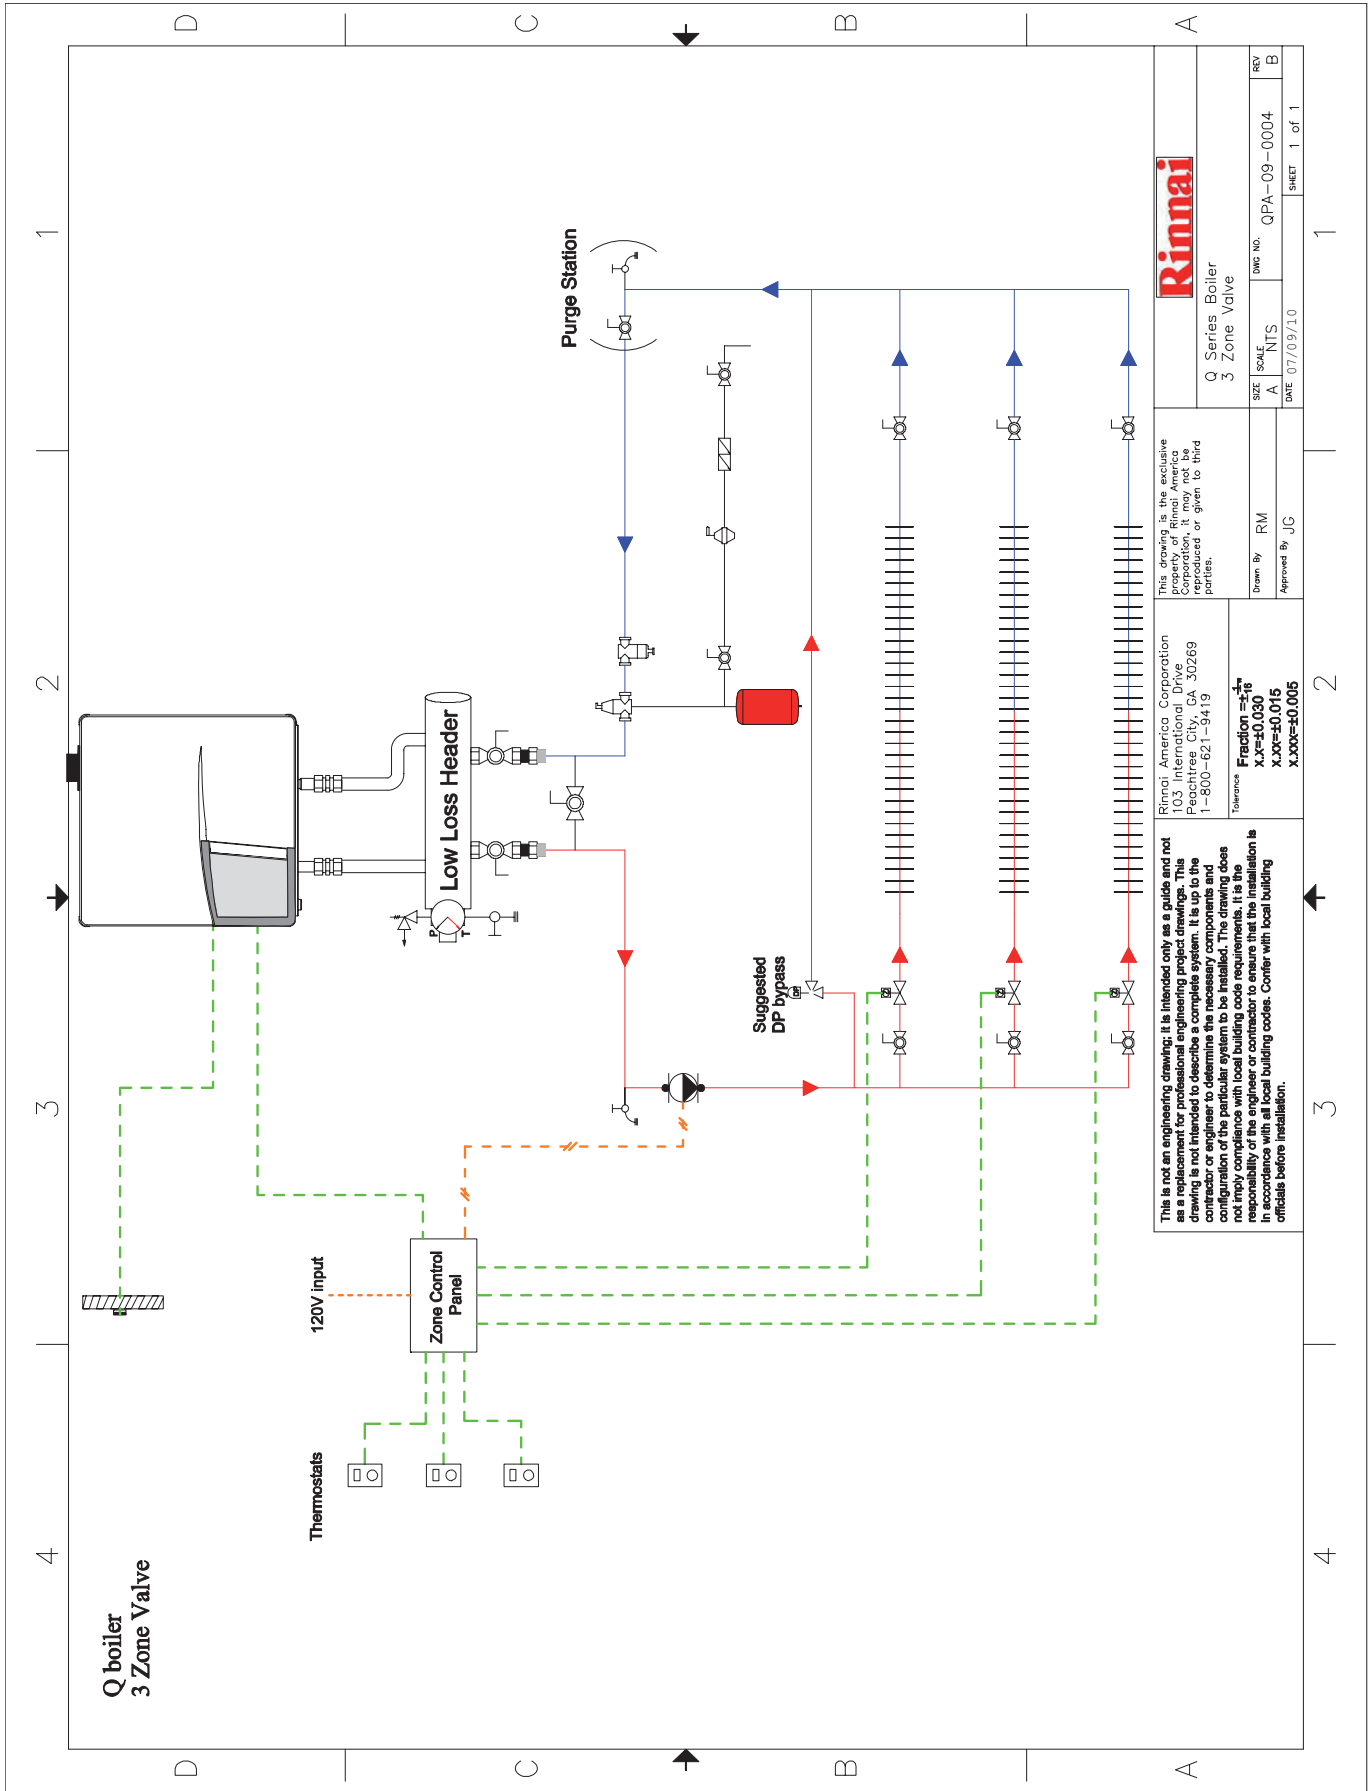 Q boiler
3 Zone Valve
4
3
2
1
D
C
B
A
D
C
B
A
4
3
2
1
Thermostats
120V input
Zone Control
Panel
Low Loss Header
P
T
Purge Station
Suggested
DP bypass
DP
This is not an engineering drawing; it is intended only as a guide and not
as a replacement for professional engineering project drawings. This
drawing is not intended to describe a complete system. It is up to the
contractor or engineer to determine the necessary components and
configuration of the particular system to be installed. The drawing does
not imply compliance with local building code requirements. It is the
responsibility of the engineer or contractor to ensure that the installation is
in accordance with all local building codes. Confer with local building
officials before installation.
Rinnai America Corporation
103 International Drive
Peachtree City, GA 30269
1-800-621-9419
Tolerance
Fraction =±1/16"
X.X=±0.030
X.XX=±0.015
X.XXX=±0.005
This drawing is the exclusive
property of Rinnai America
Corporation, it may not be
reproduced or given to third
parties.
Drawn By RM
Approved By JG
Rinnai
Q Series Boiler
3 Zone Valve
SIZE A
SCALE NTS
DWG NO. QPA-09-0004
REV B
DATE 07/09/10
SHEET 1 of 1